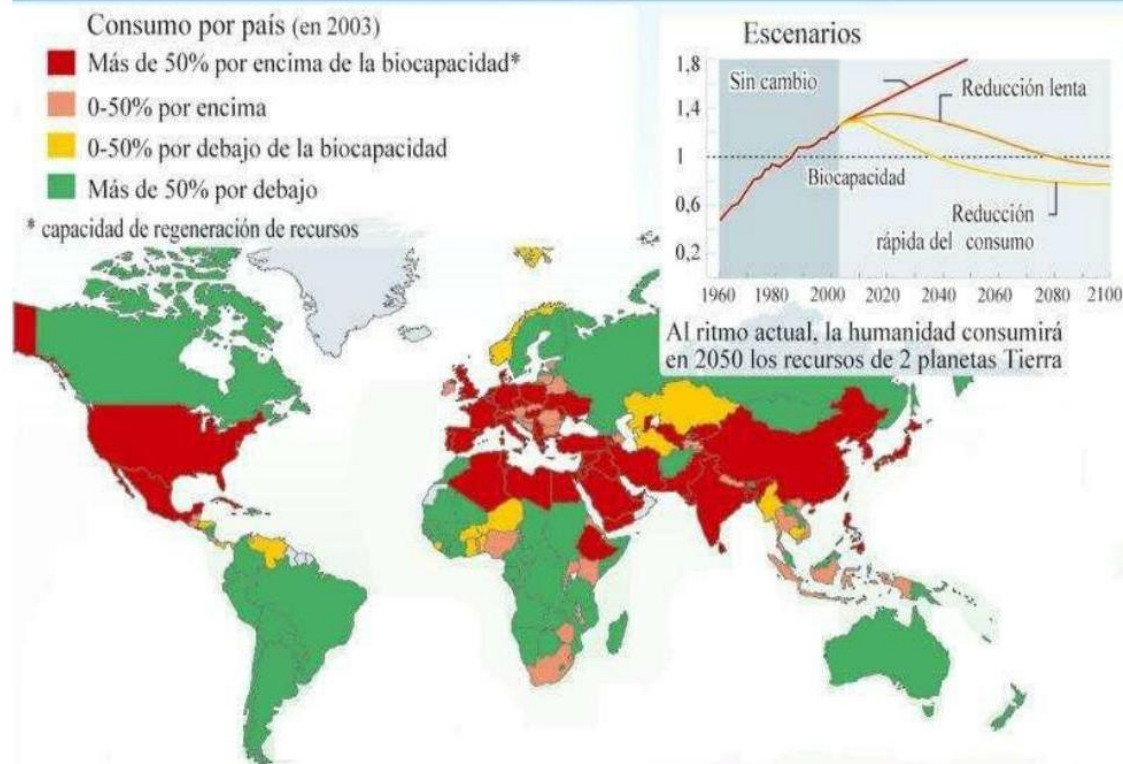 Consumo por país (en 2003)
Más de 50% por encima de la biocapacidad*
0-50% por encima
0-50% por debajo de la biocapacidad
Más de 50% por debajo
* capacidad de regeneración de recursos
Escenarios
1,8
1,4
1
0,6
0,2
Sin cambio
Reducción lenta
Biocapacidad
Reducción
rápida del consumo
1960 1980 2000 2020 2040 2060 2080 2100
Al ritmo actual, la humanidad consumirá
en 2050 los recursos de 2 planetas Tierra